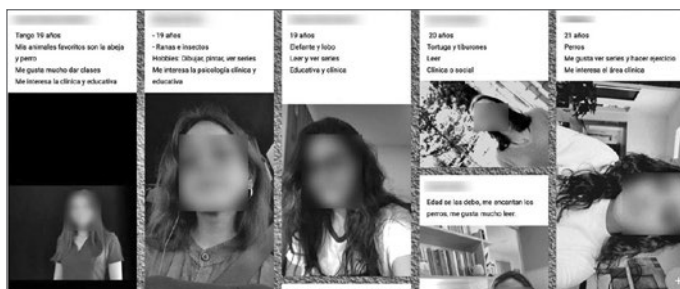 Tengo 19 años
Mis animales favoritos son la abeja
y perro
Me gusta mucho dar clases
Me interesa la clínica y educativa
- 19 años
- Ranas e insectos
Hobbies: Dibujar, pintar, ver series
Me interesa la psicología clínica y
educativa
19 años
Elefante y lobo
Leer y ver series
Educativa y clínica
20 años
Tortuga y tiburones
Leer
Clínica o social
Edad se las debo, me encantan los
perros, me gusta mucho leer.
21 años
Perros
Me gusta ver series y hacer ejercicio
Me interesa el área clínica